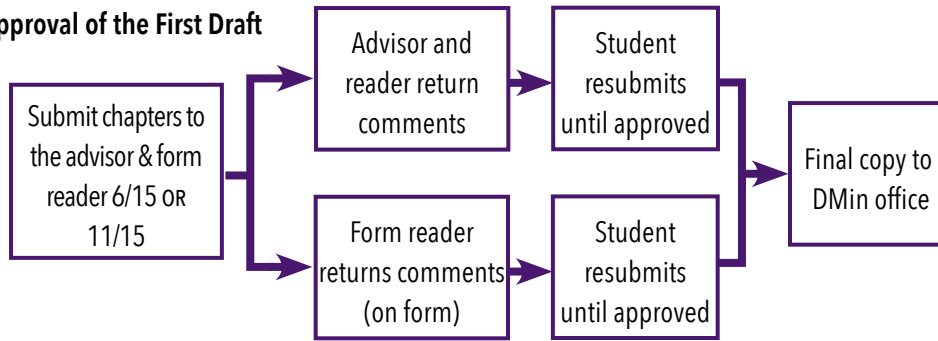 pproval of the First Draft
Submit chapters to
the advisor & form
reader 6/15 OR
11/15
Advisor and
reader return
comments
Student
resubmits
until approved
Form reader
returns comments
(on form)
Student
resubmits
until approved
Final copy to
DMin office